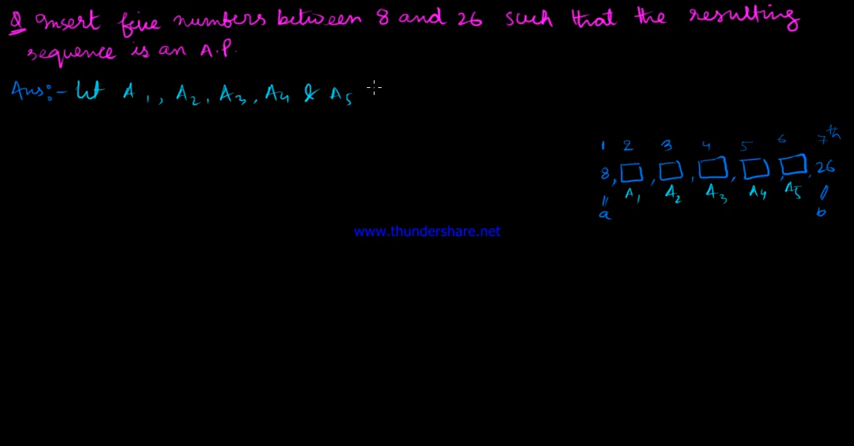 Q Insert five numbers between 8 and 26 such that the resulting
sequence is an A.P.
Ans:- Let A1, A2, A3, A4 & A5
1 2 3 4 5 6 7th
8, , , , , , 26
A1 A2 A3 A4 A5
a b
www.thundershare.net